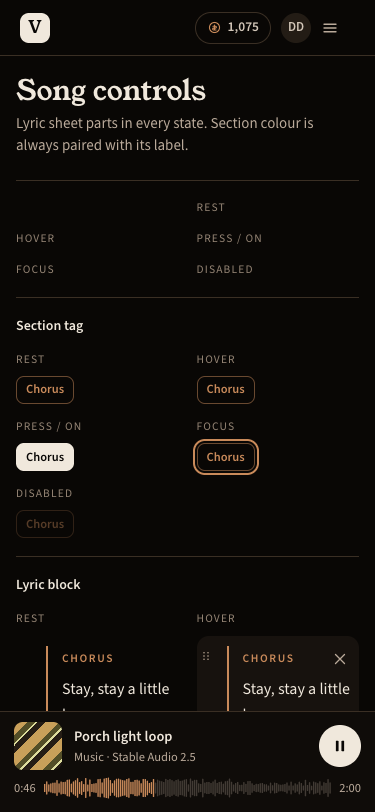 V
1,075
DD
Song controls
Lyric sheet parts in every state. Section colour is
always paired with its label.
REST
HOVER
PRESS / ON
FOCUS
DISABLED
Section tag
REST
HOVER
Chorus
Chorus
PRESS / ON
FOCUS
Chorus
Chorus
DISABLED
Chorus
Lyric block
REST
HOVER
CHORUS
CHORUS
Stay, stay a little
Stay, stay a little
Porch light loop
Music · Stable Audio 2.5
0:46
2:00